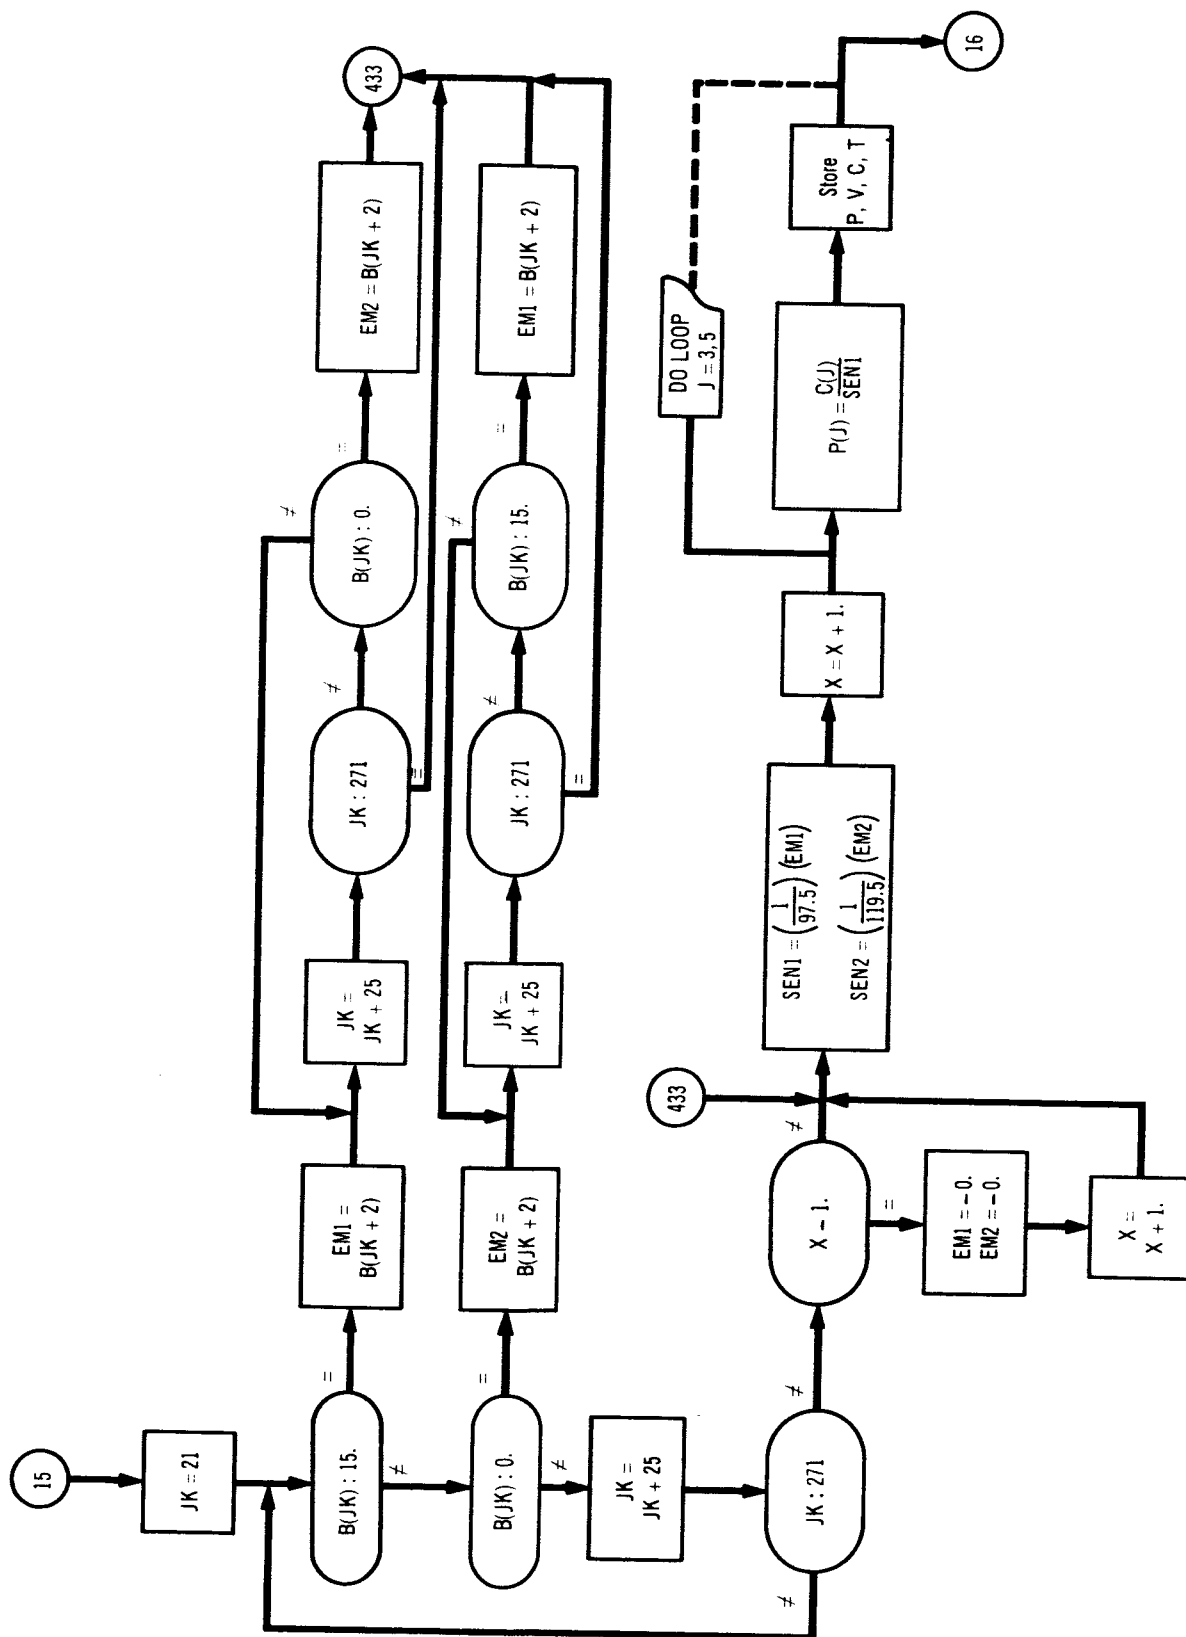 15
JK = 21
B(JK) : 15.
=
≠
EM1 =
B(JK + 2)
JK =
JK + 25
JK : 271
≠
=
B(JK) : 0.
≠
=
EM2 = B(JK + 2)
433
B(JK) : 0.
=
≠
EM2 =
B(JK + 2)
JK =
JK + 25
JK : 271
≠
=
B(JK) : 15.
≠
=
EM1 = B(JK + 2)
JK =
JK + 25
JK : 271
≠
≠
X - 1.
≠
=
433
EM1 = -0.
EM2 = -0.
X =
X + 1.
SEN1 = (1/97.5) (EM1)
SEN2 = (1/119.5) (EM2)
X = X + 1.
DO LOOP
J = 3, 5
P(J) = C(J)/SEN1
Store
P, V, C, T
16